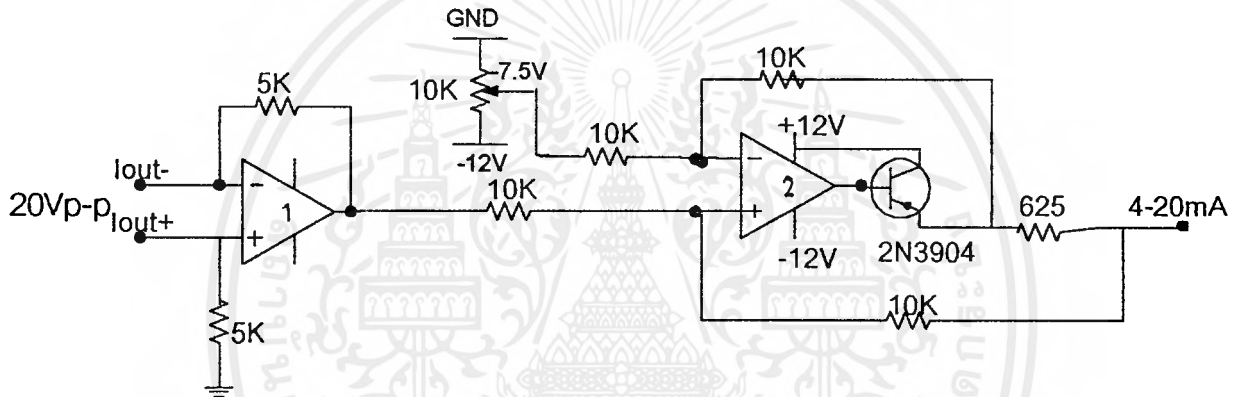 GND
5K
10K
-7.5V
10K
10K
+12V
-12V
Iout-
20Vp-p
Iout+
1
10K
2
625
4-20mA
-12V
2N3904
5K
10K